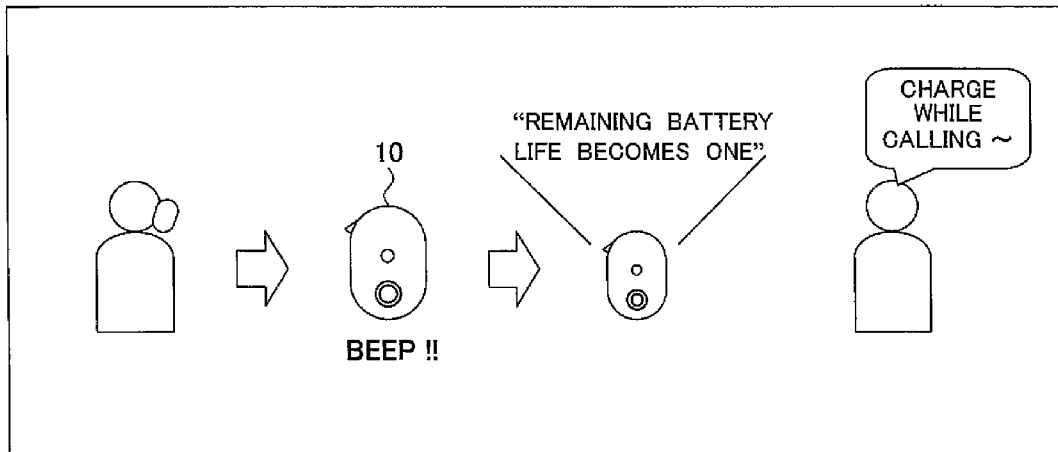 10
BEEP !!
“REMAINING BATTERY
LIFE BECOMES ONE”
CHARGE
WHILE
CALLING ~